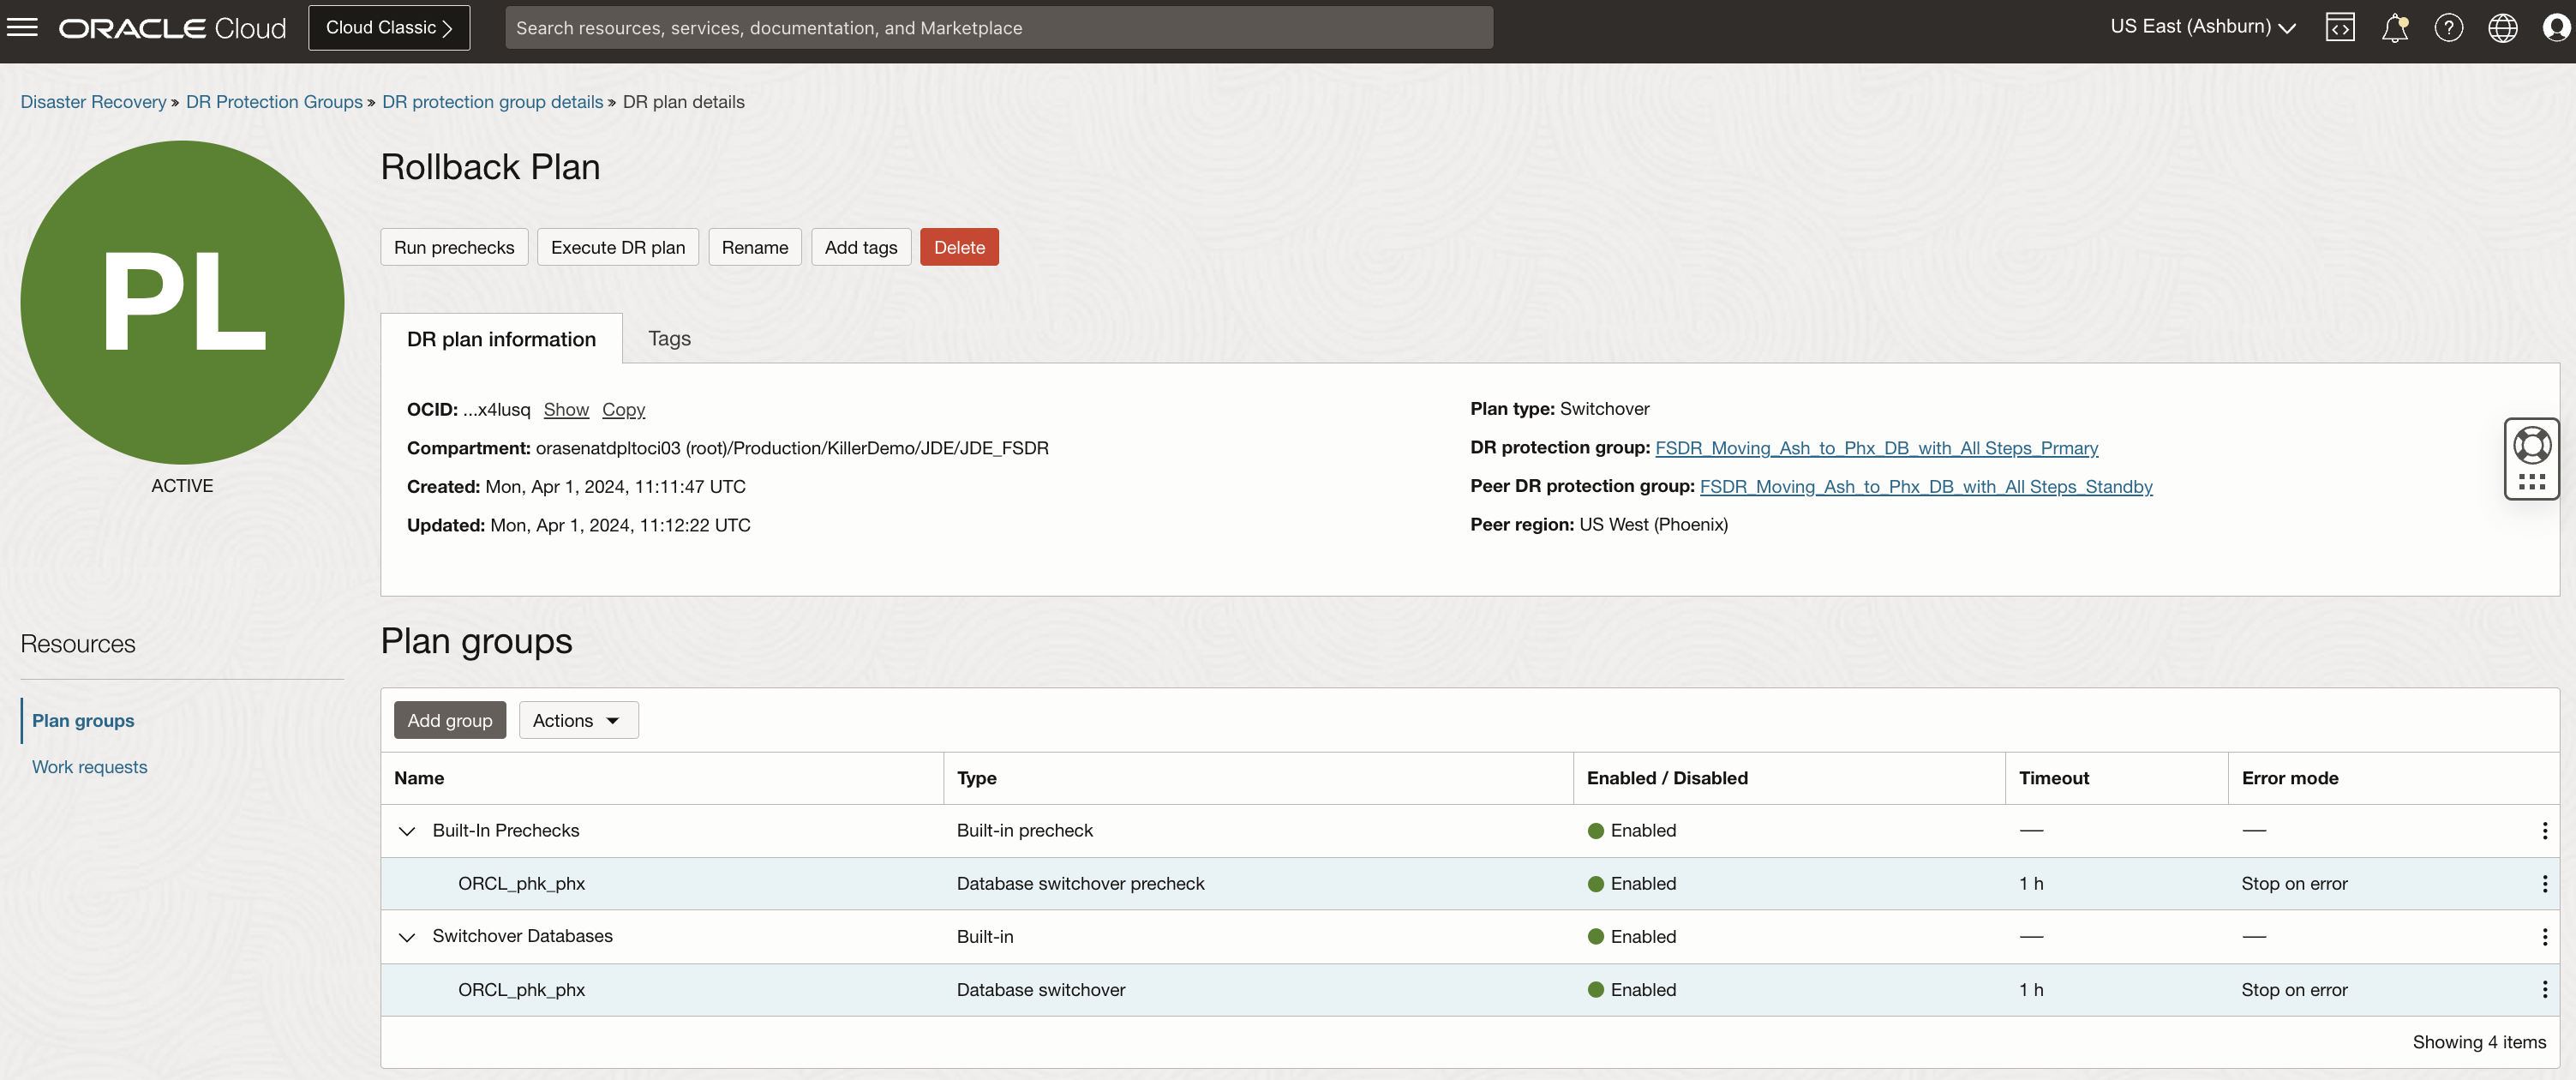 ORACLE Cloud
Cloud Classic
Search resources, services, documentation, and Marketplace
US East (Ashburn)
Disaster Recovery » DR Protection Groups » DR protection group details » DR plan details
PL
ACTIVE
Rollback Plan
Run prechecks
Execute DR plan
Rename
Add tags
Delete
DR plan information
Tags
OCID: ...x4lusq Show Copy
Compartment: orasenatdpltoci03 (root)/Production/KillerDemo/JDE/JDE_FSDR
Created: Mon, Apr 1, 2024, 11:11:47 UTC
Updated: Mon, Apr 1, 2024, 11:12:22 UTC
Plan type: Switchover
DR protection group: FSDR_Moving_Ash_to_Phx_DB_with_All Steps_Prmary
Peer DR protection group: FSDR_Moving_Ash_to_Phx_DB_with_All Steps_Standby
Peer region: US West (Phoenix)
Resources
Plan groups
Work requests
Plan groups
Add group
Actions
Name Type Enabled / Disabled Timeout Error mode
Built-In Prechecks Built-in precheck Enabled — —
ORCL_phk_phx Database switchover precheck Enabled 1 h Stop on error
Switchover Databases Built-in Enabled — —
ORCL_phk_phx Database switchover Enabled 1 h Stop on error
Showing 4 items